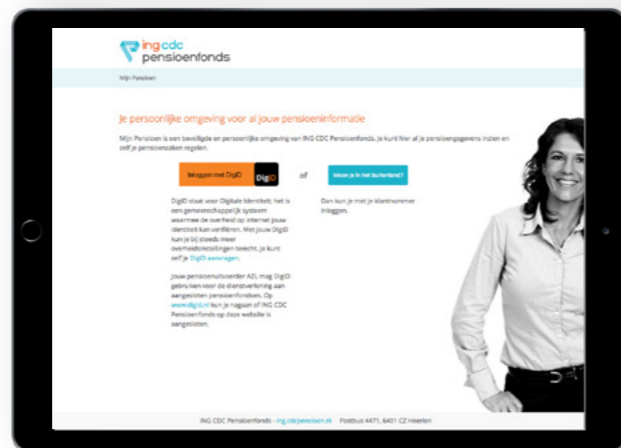 ing cdc
pensioenfonds
Mijn Pensioen
Je persoonlijke omgeving voor al jouw pensioeninformatie
Mijn Pensioen is een beveiligde en persoonlijke omgeving van ING CDC Pensioenfonds. Je kunt hier al je pensioengegevens inzien en
zelf je pensioenzaken regelen.
Inloggen met DigiD
DigiD
of
Woon je in het buitenland?
DigiD staat voor Digitale Identiteit; het is
een gemeenschappelijk systeem
waarmee de overheid op internet jouw
identiteit kan verifiëren. Met jouw DigiD
kun je bij steeds meer
overheidsinstellingen terecht. Je kunt
zelf je DigiD aanvragen.
Jouw pensioenuitvoerder AZL mag DigiD
gebruiken voor de dienstverlening aan
aangesloten pensioenfondsen. Op
www.digid.nl kun je nagaan of ING CDC
Pensioenfonds op deze website is
aangesloten.
Dan kun je met je klantnummer
inloggen.
ING CDC Pensioenfonds - ing.cdcpensioen.nl Postbus 4471, 6401 CZ Heerlen